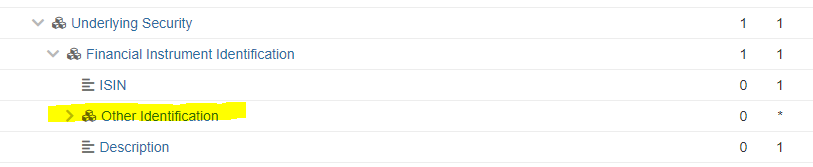 Underlying Security 1 1
Financial Instrument Identification 1 1
ISIN 0 1
Other Identification 0 *
Description 0 1